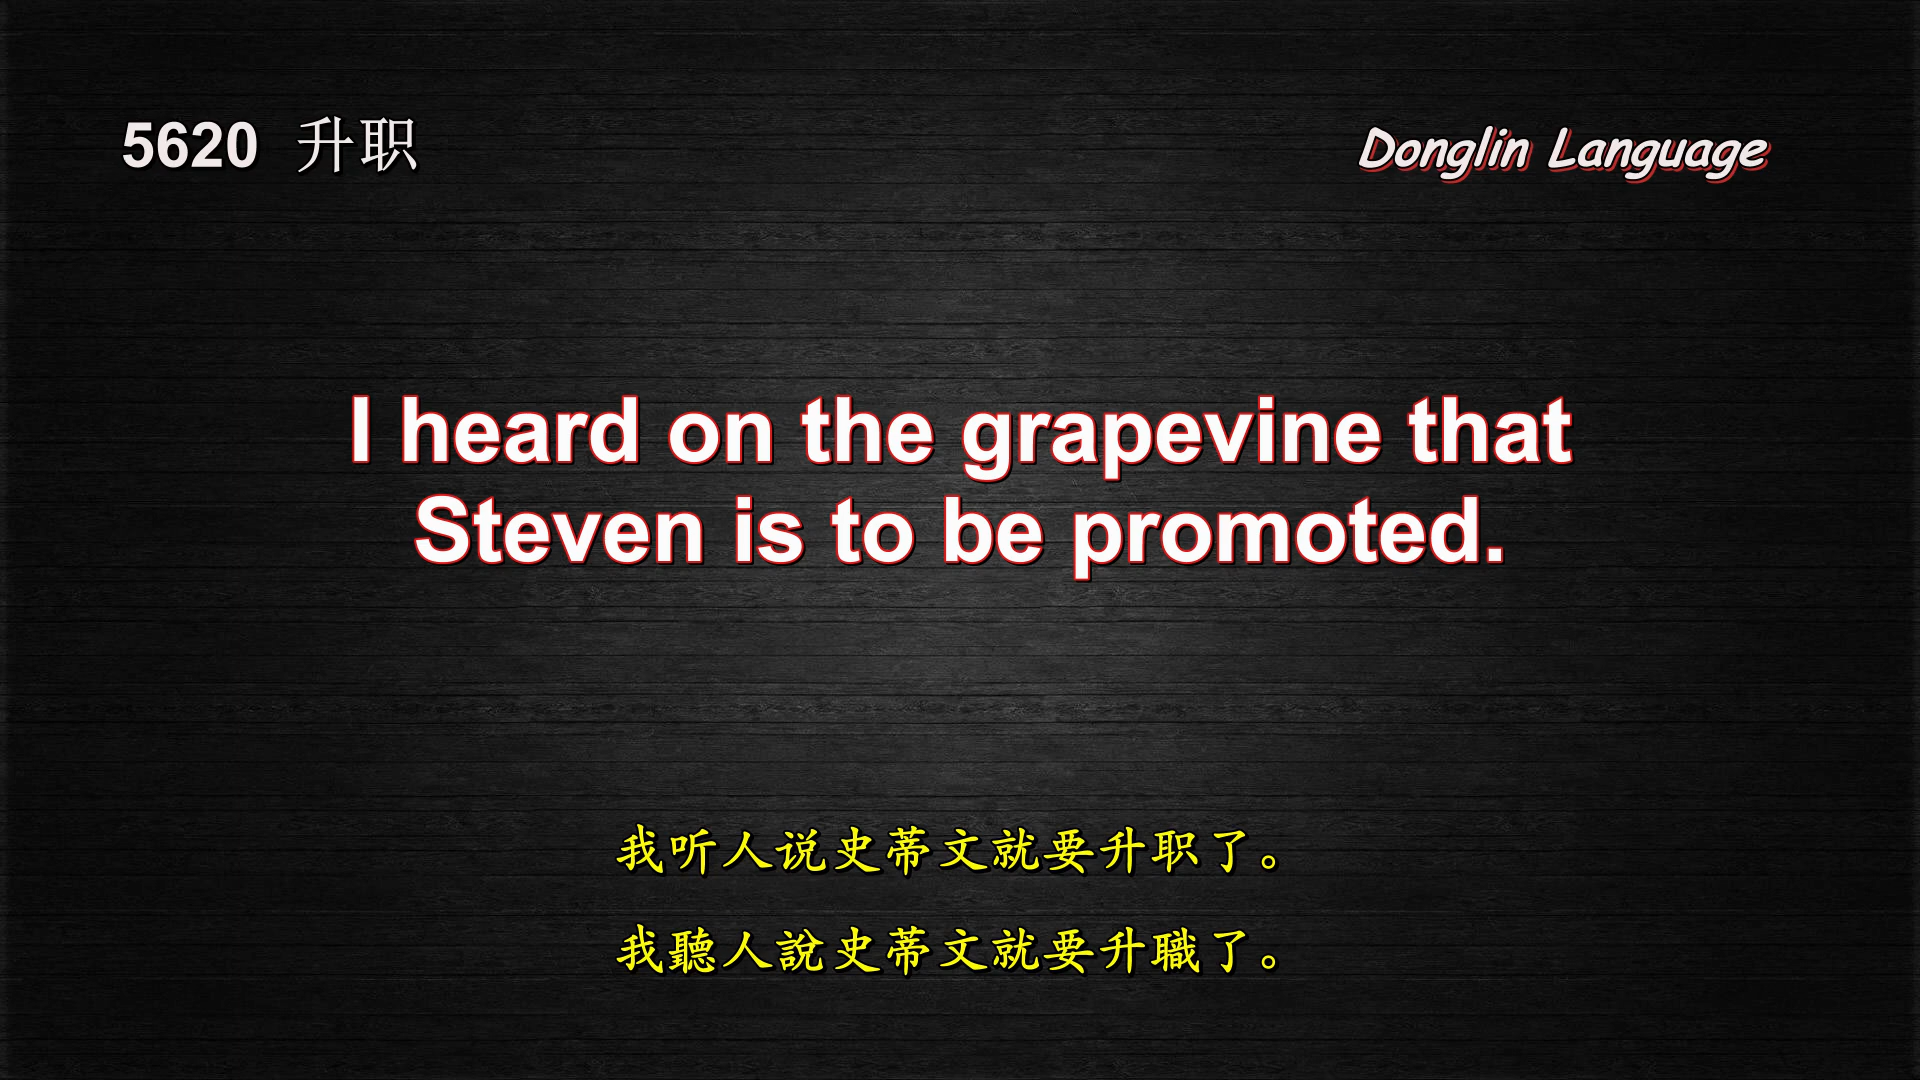 5620 升职
Donglin Language
I heard on the grapevine that
Steven is to be promoted.
我听人说史蒂文就要升职了。
我聽人說史蒂文就要升職了。